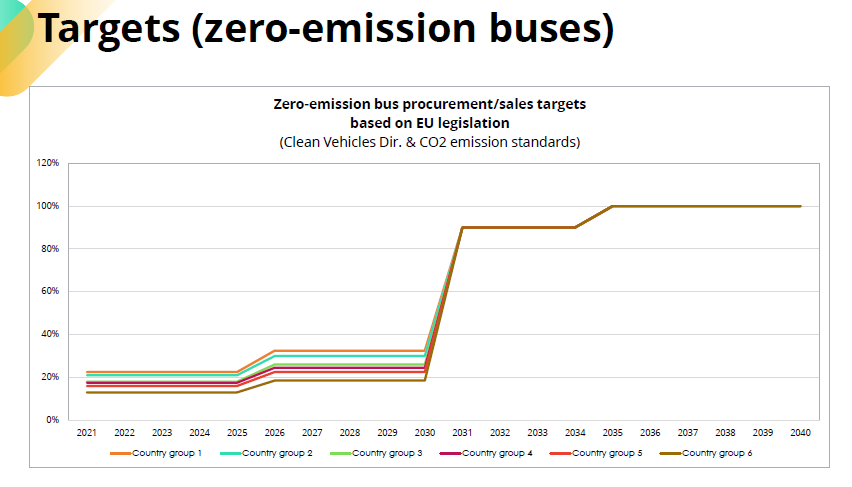 Targets (zero-emission buses)
Zero-emission bus procurement/sales targets
based on EU legislation
(Clean Vehicles Dir. & CO2 emission standards)
120%
100%
80%
60%
40%
20%
0%
2021 2022 2023 2024 2025 2026 2027 2028 2029 2030 2031 2032 2033 2034 2035 2036 2037 2038 2039 2040
Country group 1 Country group 2 Country group 3 Country group 4 Country group 5 Country group 6